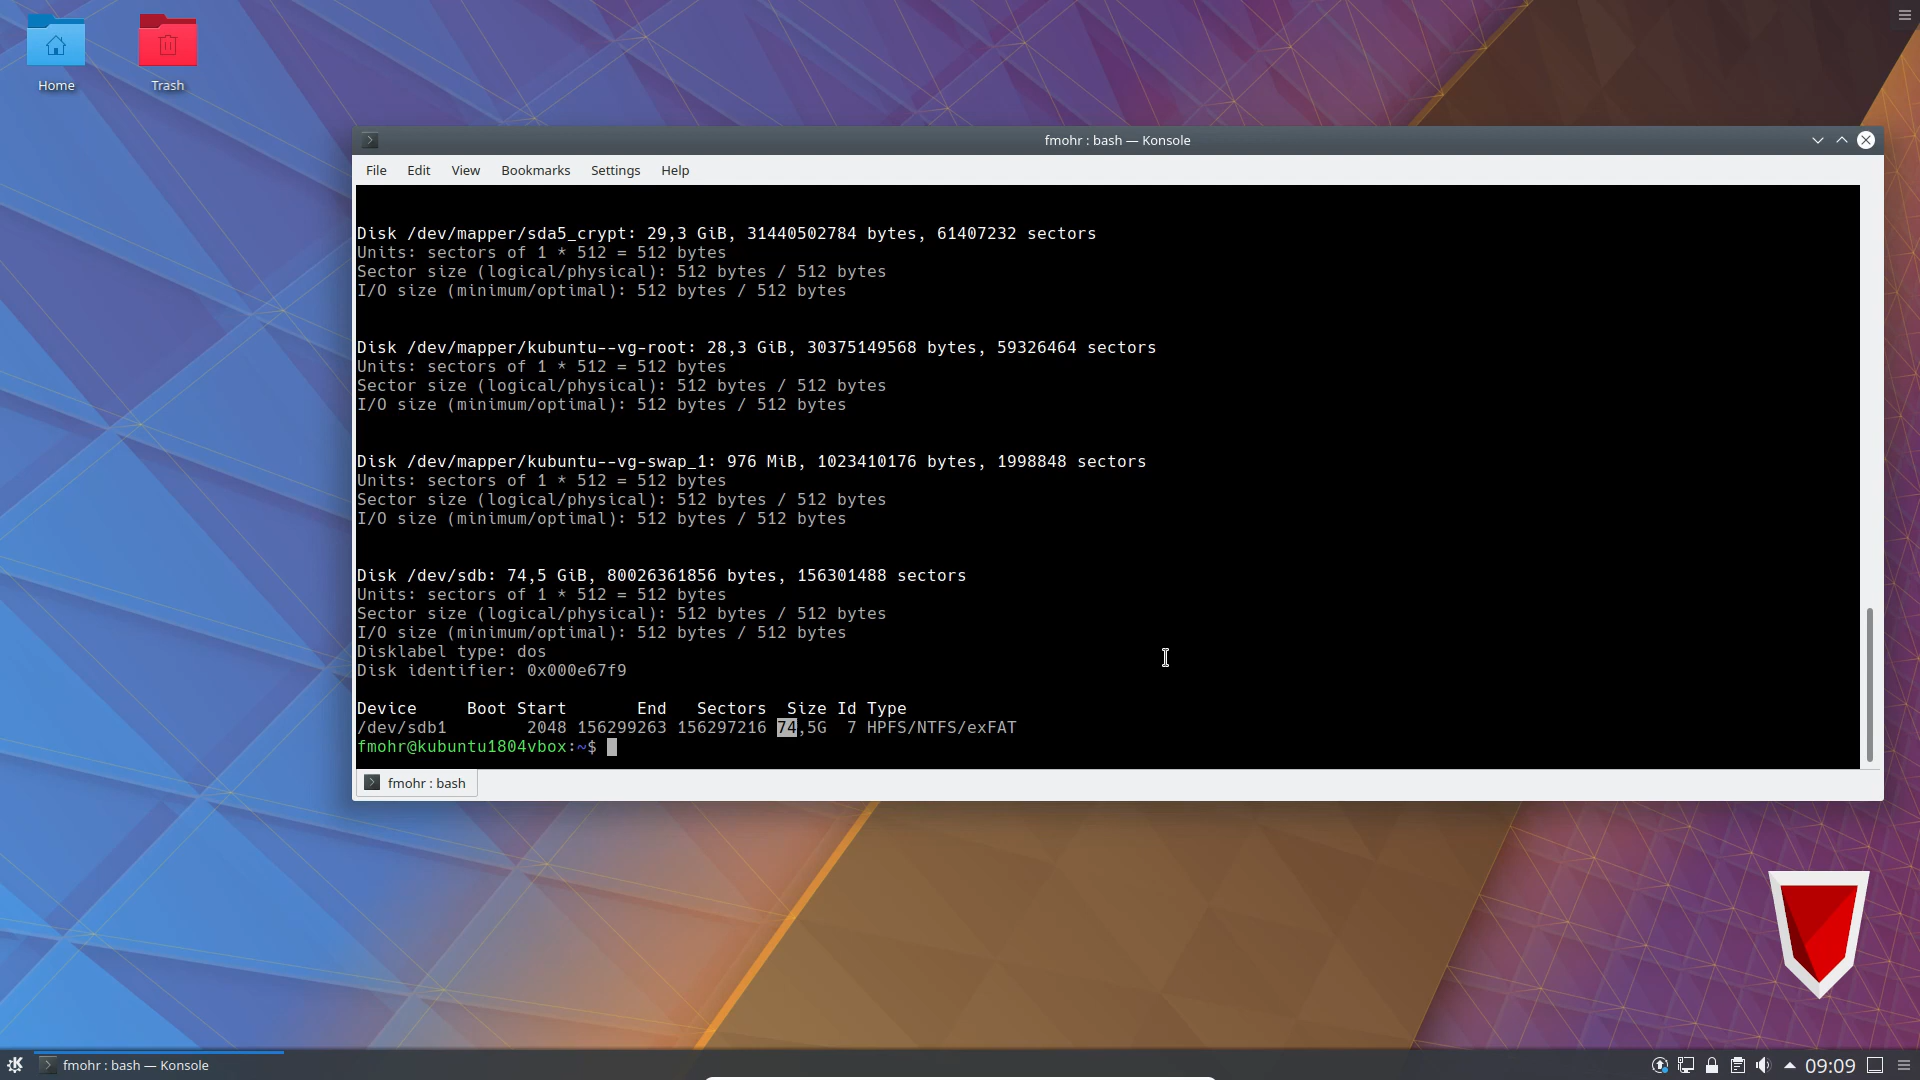 Home
Trash
fmohr : bash — Konsole
File Edit View Bookmarks Settings Help
Disk /dev/mapper/sda5_crypt: 29,3 GiB, 31440502784 bytes, 61407232 sectors
Units: sectors of 1 * 512 = 512 bytes
Sector size (logical/physical): 512 bytes / 512 bytes
I/O size (minimum/optimal): 512 bytes / 512 bytes
Disk /dev/mapper/kubuntu--vg-root: 28,3 GiB, 30375149568 bytes, 59326464 sectors
Units: sectors of 1 * 512 = 512 bytes
Sector size (logical/physical): 512 bytes / 512 bytes
I/O size (minimum/optimal): 512 bytes / 512 bytes
Disk /dev/mapper/kubuntu--vg-swap_1: 976 MiB, 1023410176 bytes, 1998848 sectors
Units: sectors of 1 * 512 = 512 bytes
Sector size (logical/physical): 512 bytes / 512 bytes
I/O size (minimum/optimal): 512 bytes / 512 bytes
Disk /dev/sdb: 74,5 GiB, 80026361856 bytes, 156301488 sectors
Units: sectors of 1 * 512 = 512 bytes
Sector size (logical/physical): 512 bytes / 512 bytes
I/O size (minimum/optimal): 512 bytes / 512 bytes
Disklabel type: dos
Disk identifier: 0x000e67f9
Device     Boot Start       End   Sectors  Size Id Type
/dev/sdb1        2048 156299263 156297216 74,5G  7 HPFS/NTFS/exFAT
fmohr@kubuntu1804vbox:~$
fmohr : bash
fmohr : bash — Konsole
09:09